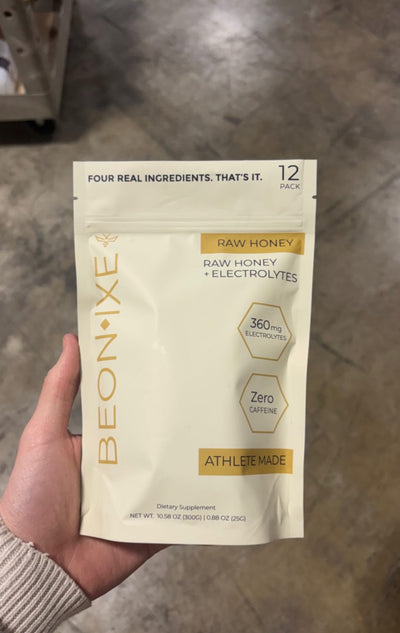 FOUR REAL INGREDIENTS. THAT'S IT.
12
PACK
BEON•IXE
RAW HONEY
RAW HONEY
+ ELECTROLYTES
360mg
ELECTROLYTES
Zero
CAFFEINE
ATHLETE MADE
Dietary Supplement
NET WT. 10.58 OZ (300G) | 0.88 OZ (25G)